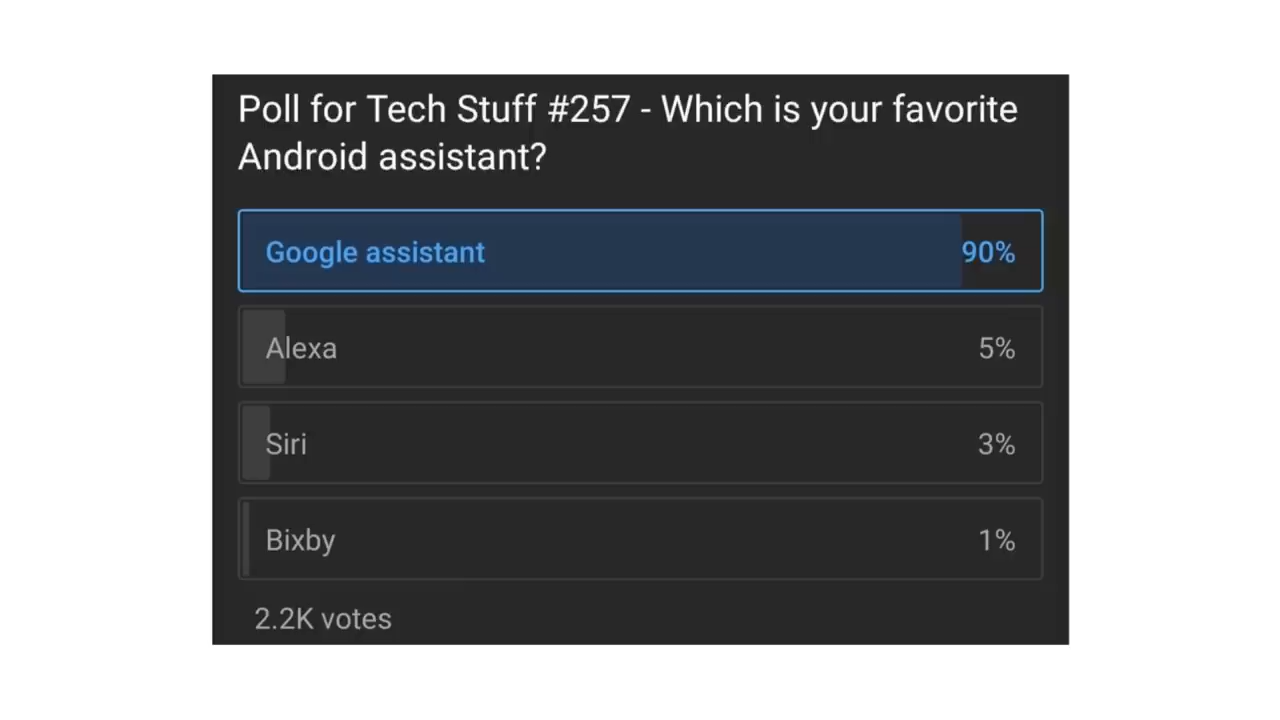 Poll for Tech Stuff #257 - Which is your favorite
Android assistant?
Google assistant 90%
Alexa 5%
Siri 3%
Bixby 1%
2.2K votes